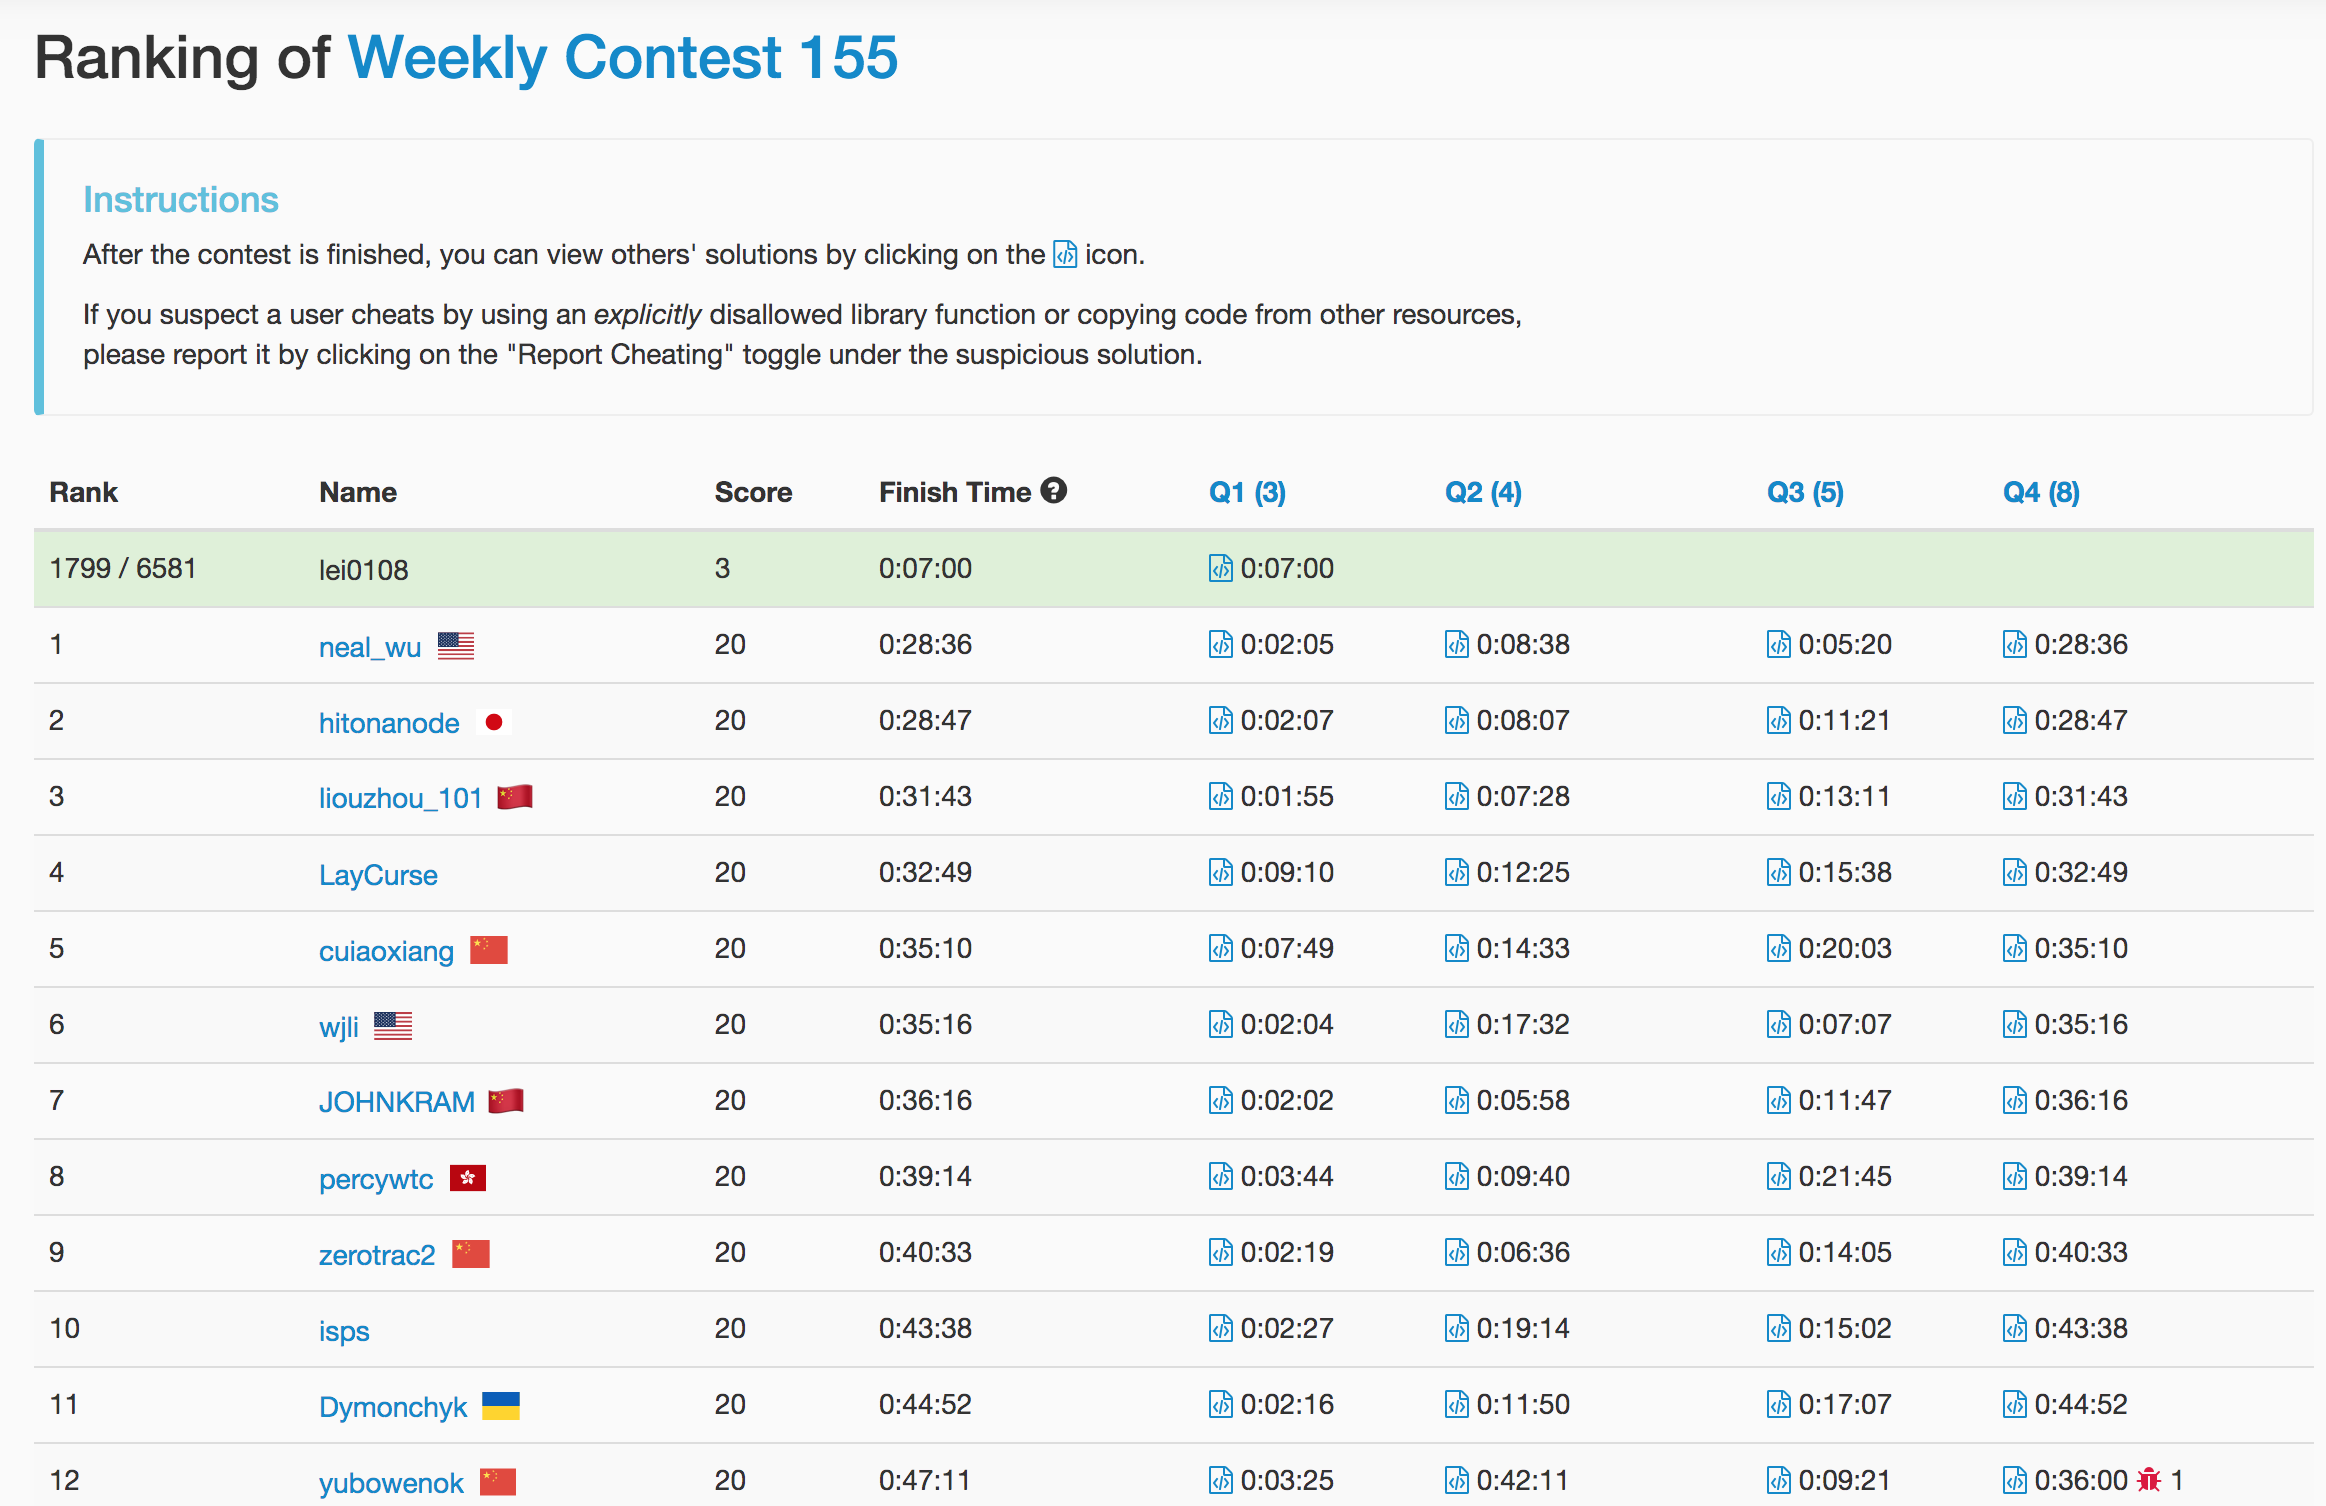 Ranking of Weekly Contest 155
Instructions
After the contest is finished, you can view others' solutions by clicking on the icon.
If you suspect a user cheats by using an explicitly disallowed library function or copying code from other resources,
please report it by clicking on the "Report Cheating" toggle under the suspicious solution.
Rank Name Score Finish Time Q1 (3) Q2 (4) Q3 (5) Q4 (8)
1799 / 6581 lei0108 3 0:07:00 0:07:00
1 neal_wu 20 0:28:36 0:02:05 0:08:38 0:05:20 0:28:36
2 hitonanode 20 0:28:47 0:02:07 0:08:07 0:11:21 0:28:47
3 liouzhou_101 20 0:31:43 0:01:55 0:07:28 0:13:11 0:31:43
4 LayCurse 20 0:32:49 0:09:10 0:12:25 0:15:38 0:32:49
5 cuiaoxiang 20 0:35:10 0:07:49 0:14:33 0:20:03 0:35:10
6 wjli 20 0:35:16 0:02:04 0:17:32 0:07:07 0:35:16
7 JOHNKRAM 20 0:36:16 0:02:02 0:05:58 0:11:47 0:36:16
8 percywtc 20 0:39:14 0:03:44 0:09:40 0:21:45 0:39:14
9 zerotrac2 20 0:40:33 0:02:19 0:06:36 0:14:05 0:40:33
10 isps 20 0:43:38 0:02:27 0:19:14 0:15:02 0:43:38
11 Dymonchyk 20 0:44:52 0:02:16 0:11:50 0:17:07 0:44:52
12 yubowenok 20 0:47:11 0:03:25 0:42:11 0:09:21 0:36:00 1